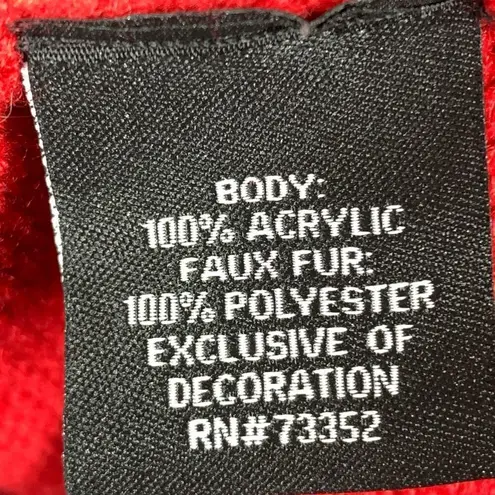 BODY:
100% ACRYLIC
FAUX FUR:
100% POLYESTER
EXCLUSIVE OF
DECORATION
RN#73352